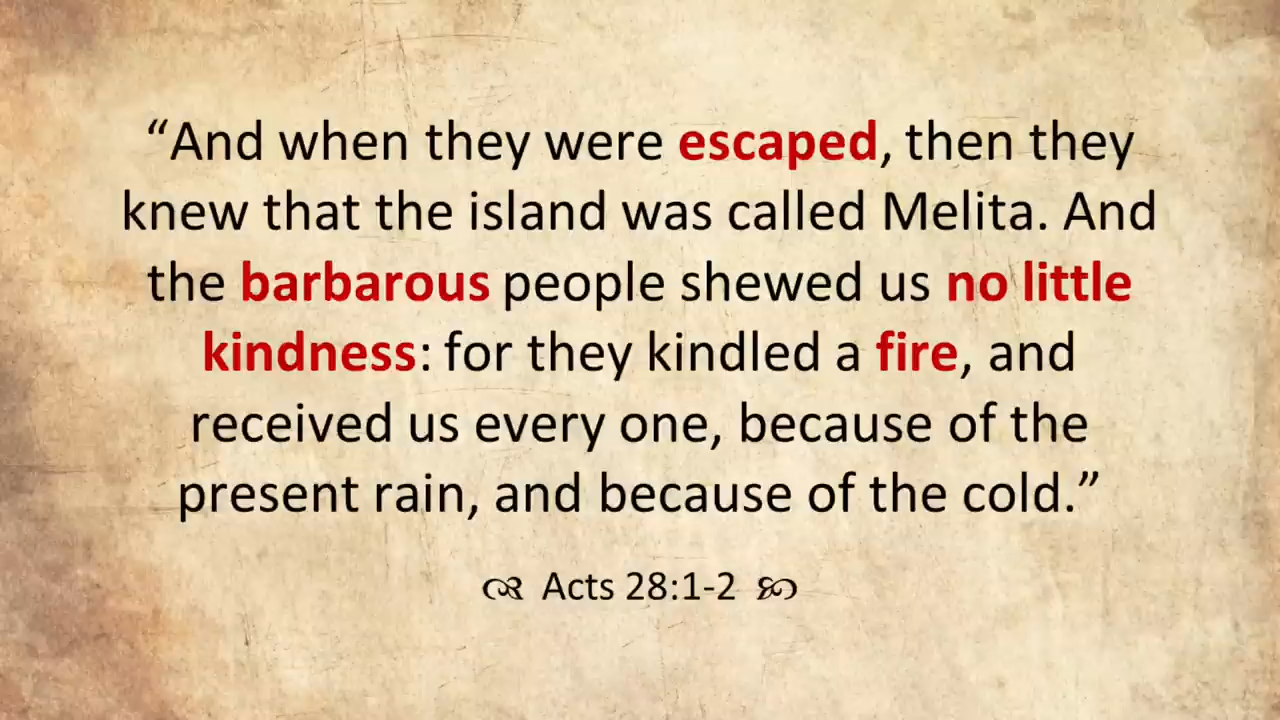 “And when they were escaped, then they
knew that the island was called Melita. And
the barbarous people shewed us no little
kindness: for they kindled a fire, and
received us every one, because of the
present rain, and because of the cold.”
Acts 28:1-2